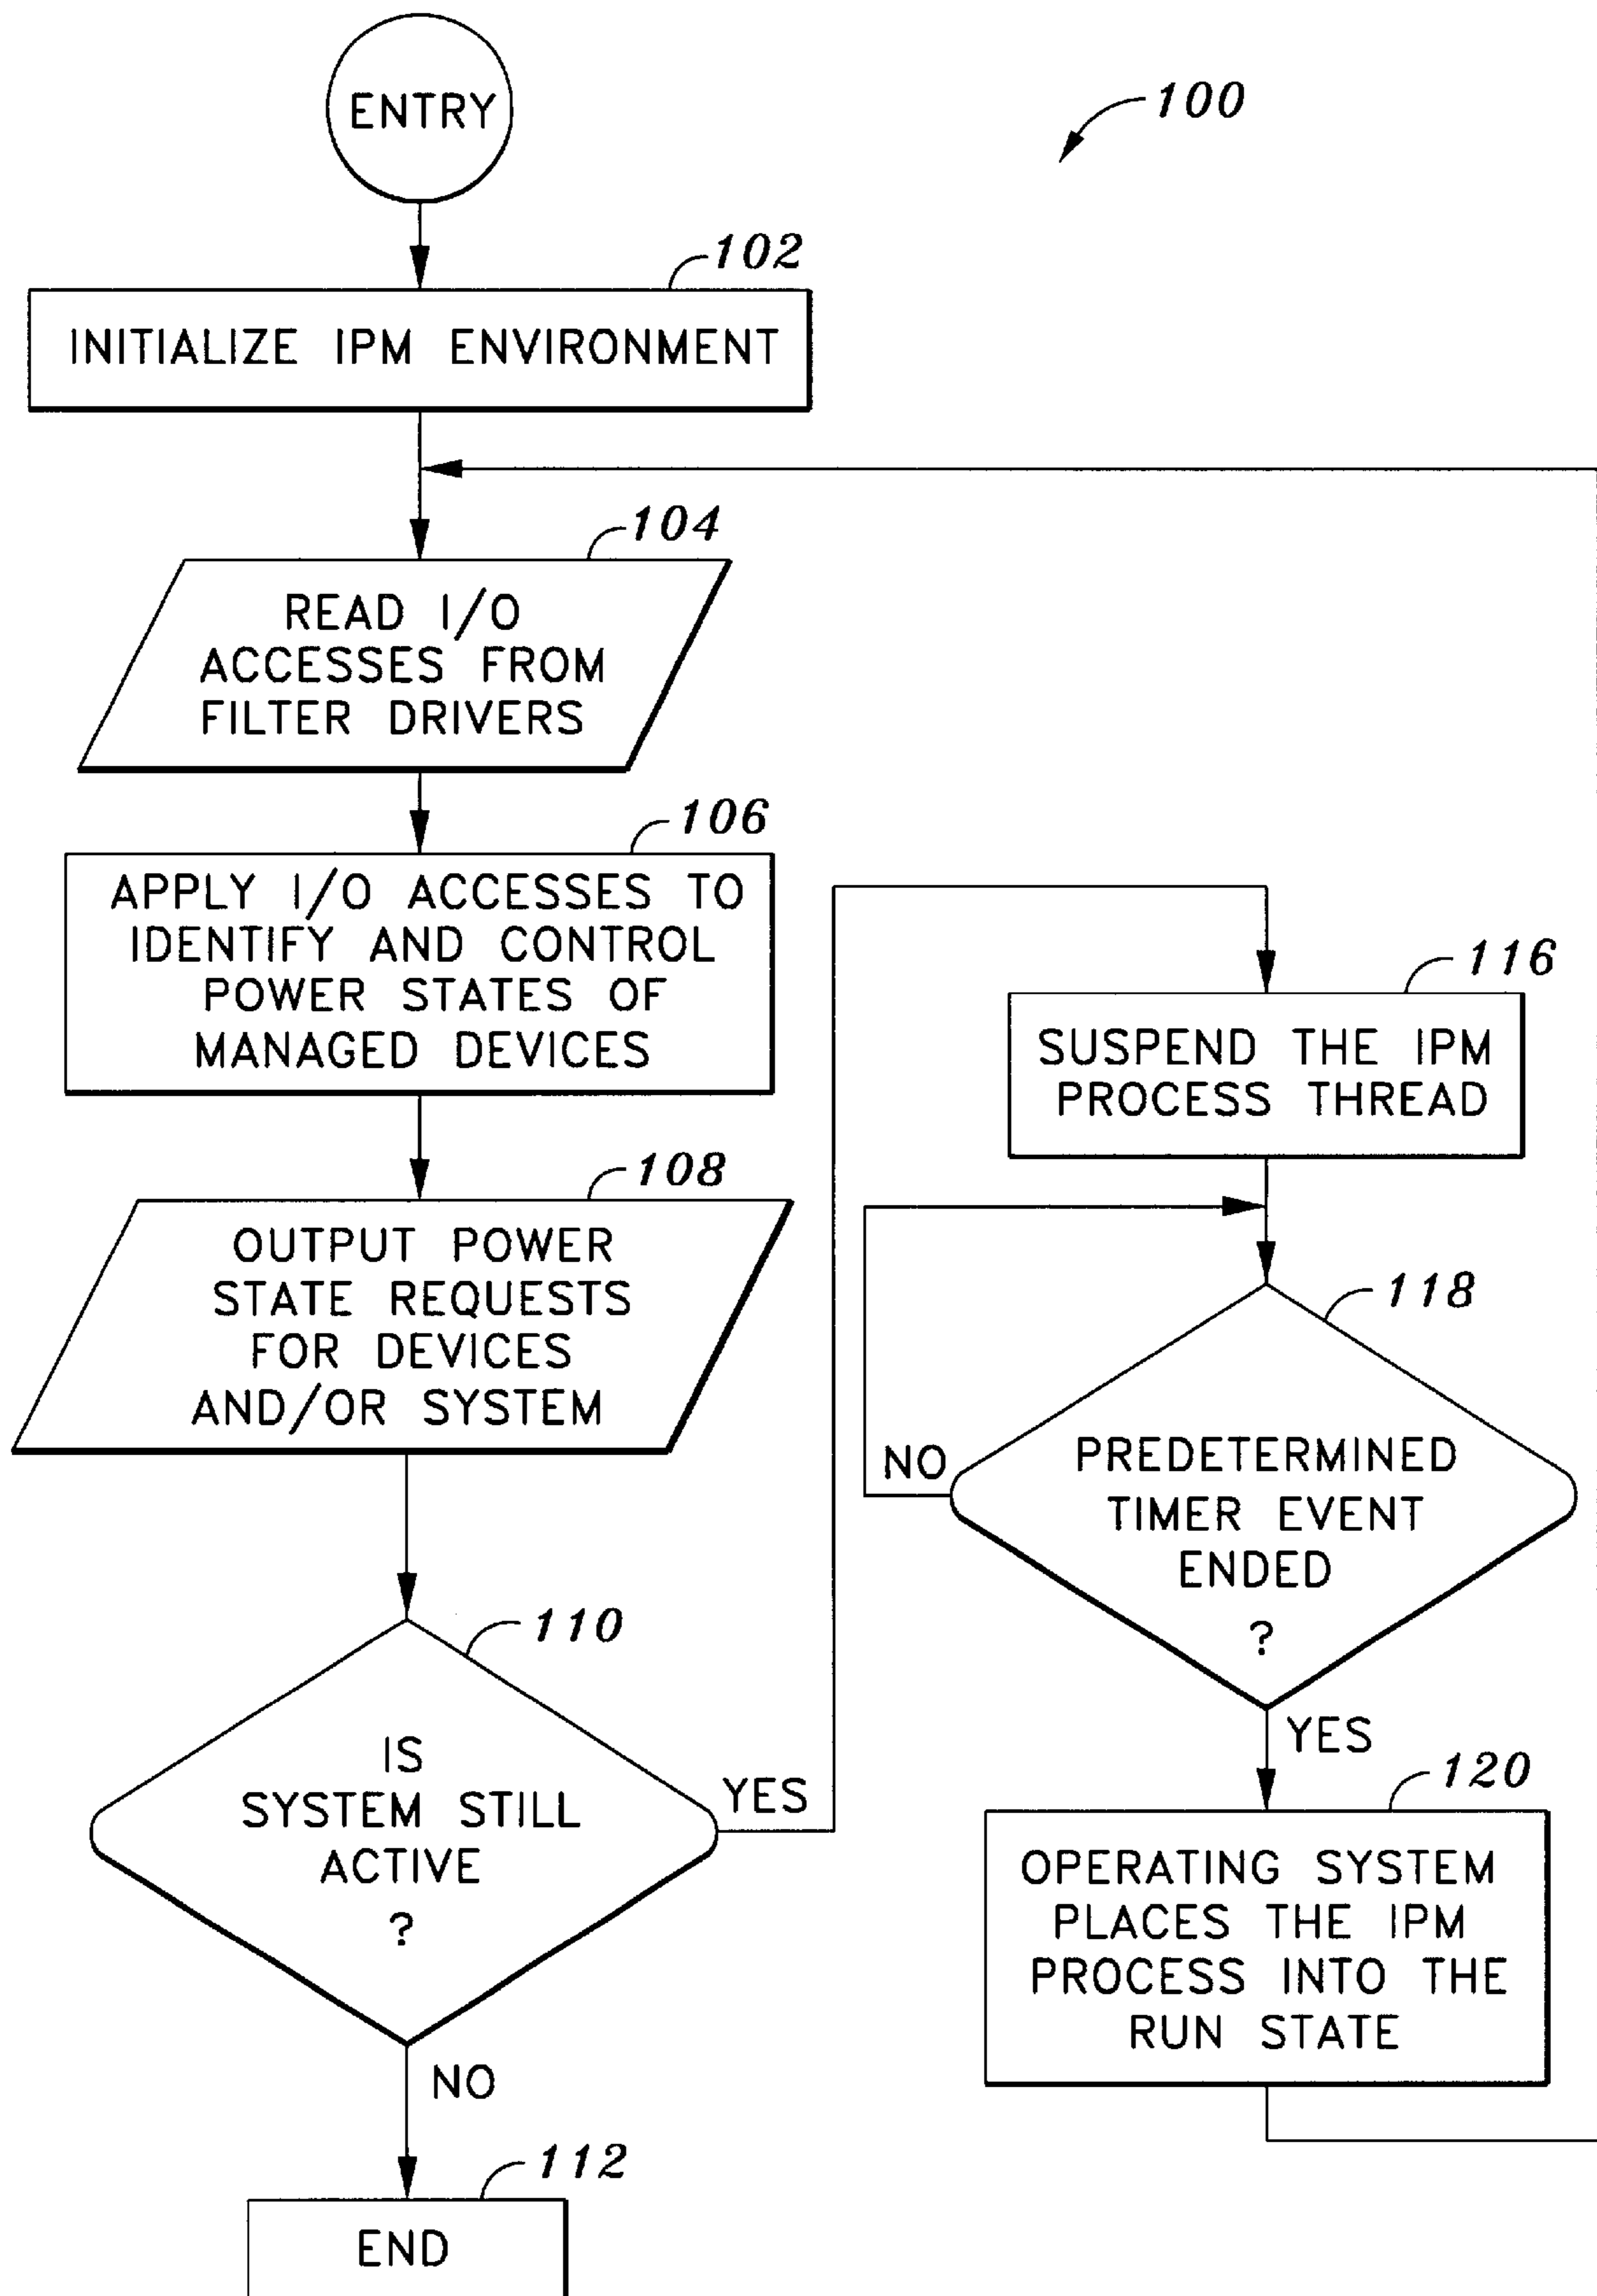 ENTRY
100
102
INITIALIZE IPM ENVIRONMENT
104
READ I/O
ACCESSES FROM
FILTER DRIVERS
106
APPLY I/O ACCESSES TO
IDENTIFY AND CONTROL
POWER STATES OF
MANAGED DEVICES
108
OUTPUT POWER
STATE REQUESTS
FOR DEVICES
AND/OR SYSTEM
110
IS
SYSTEM STILL
ACTIVE
?
YES
NO
112
END
116
SUSPEND THE IPM
PROCESS THREAD
118
PREDETERMINED
TIMER EVENT
ENDED
?
NO
YES
120
OPERATING SYSTEM
PLACES THE IPM
PROCESS INTO THE
RUN STATE